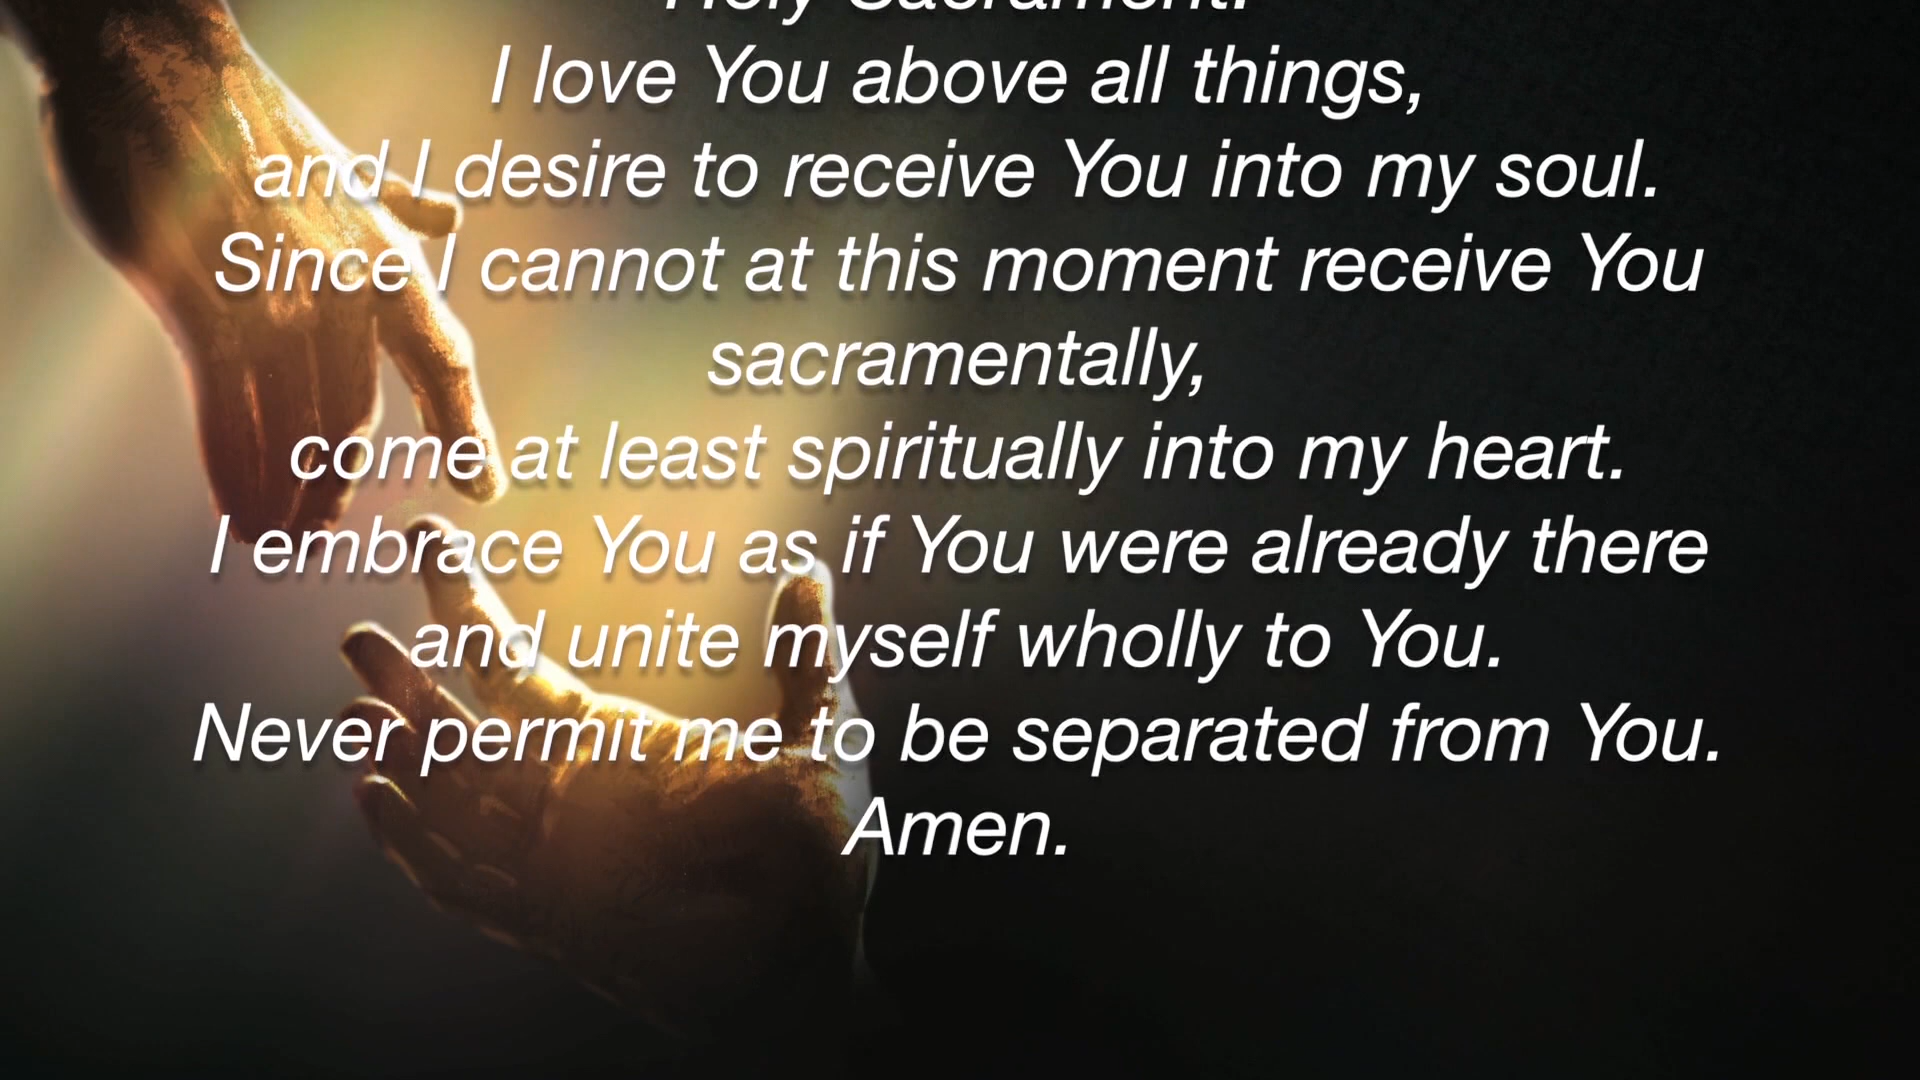 Holy Sacrament.
I love You above all things,
and I desire to receive You into my soul.
Since I cannot at this moment receive You
sacramentally,
come at least spiritually into my heart.
I embrace You as if You were already there
and unite myself wholly to You.
Never permit me to be separated from You.
Amen.